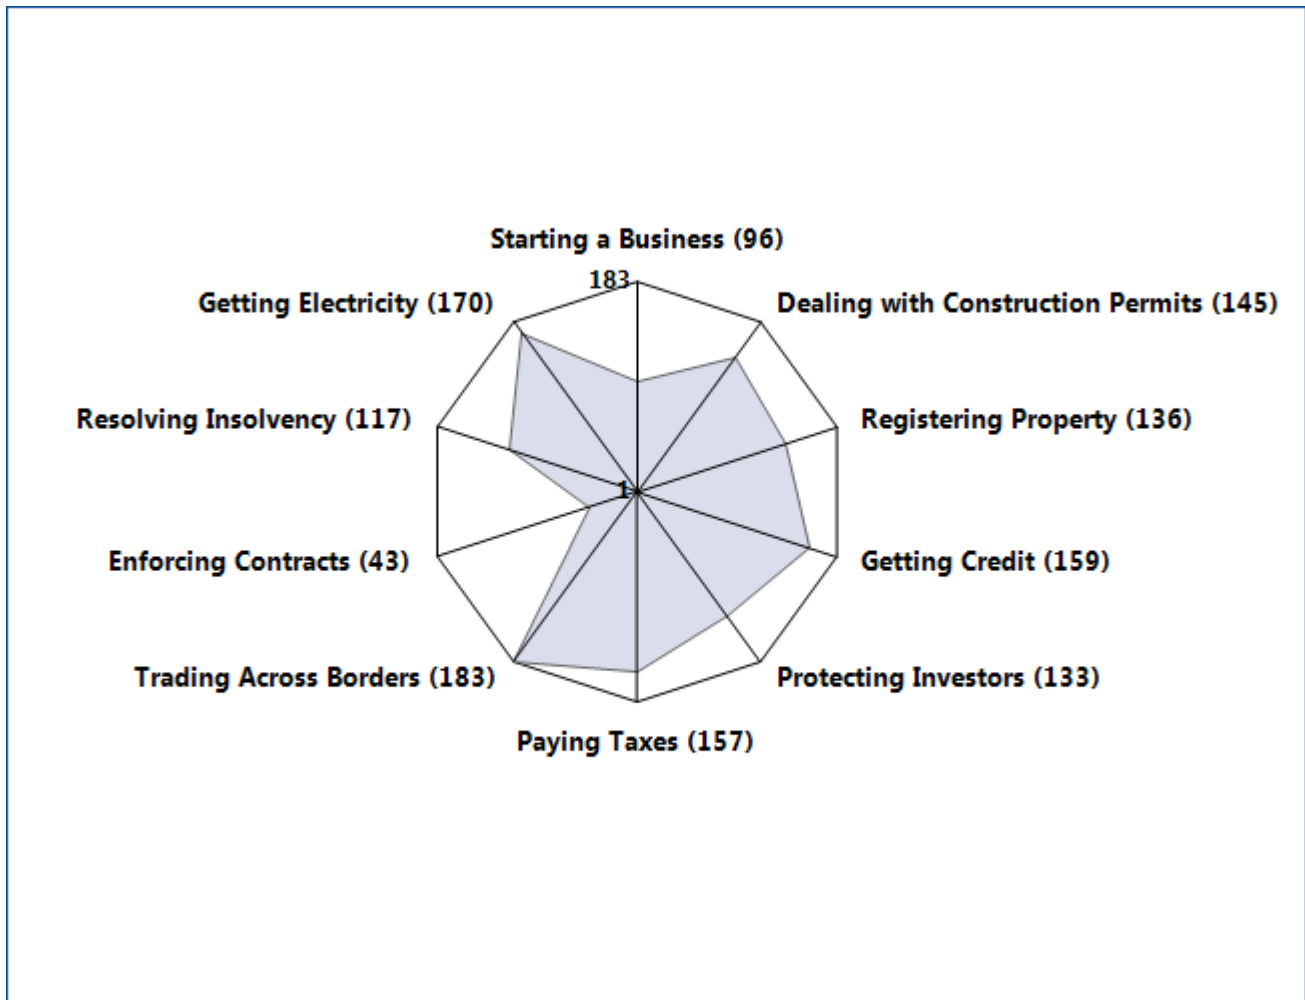 Starting a Business (96)
183
Getting Electricity (170)
Dealing with Construction Permits (145)
Resolving Insolvency (117)
Registering Property (136)
1
Enforcing Contracts (43)
Getting Credit (159)
Trading Across Borders (183)
Protecting Investors (133)
Paying Taxes (157)